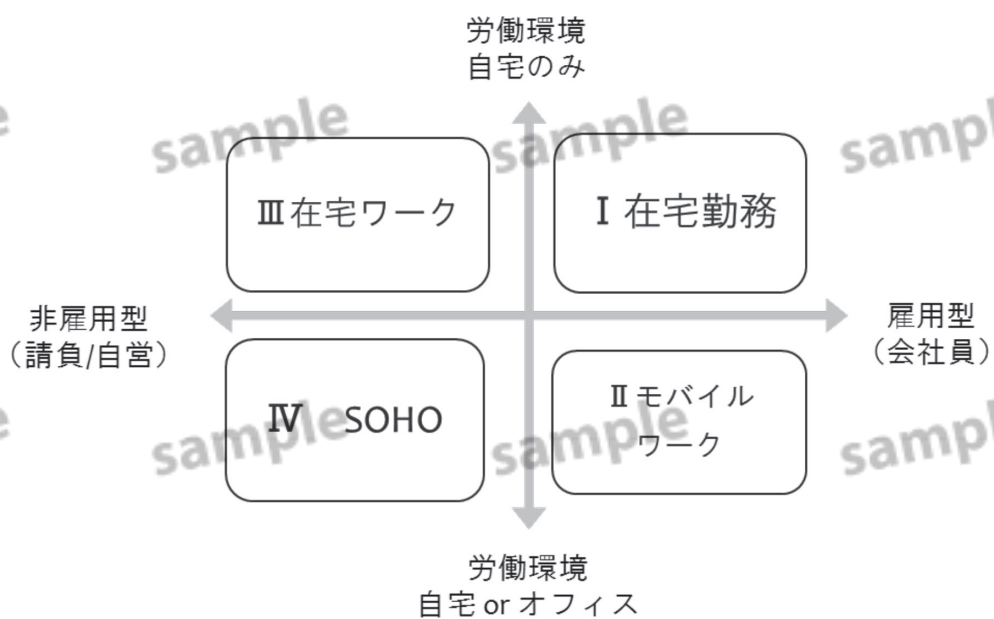 労働環境
自宅のみ
sample
sample
sample
Ⅲ在宅ワーク
Ⅰ 在宅勤務
非雇用型
（請負/自営）
雇用型
（会社員）
Ⅳ SOHO
Ⅱモバイル
ワーク
sample
sample
sample
労働環境
自宅 or オフィス